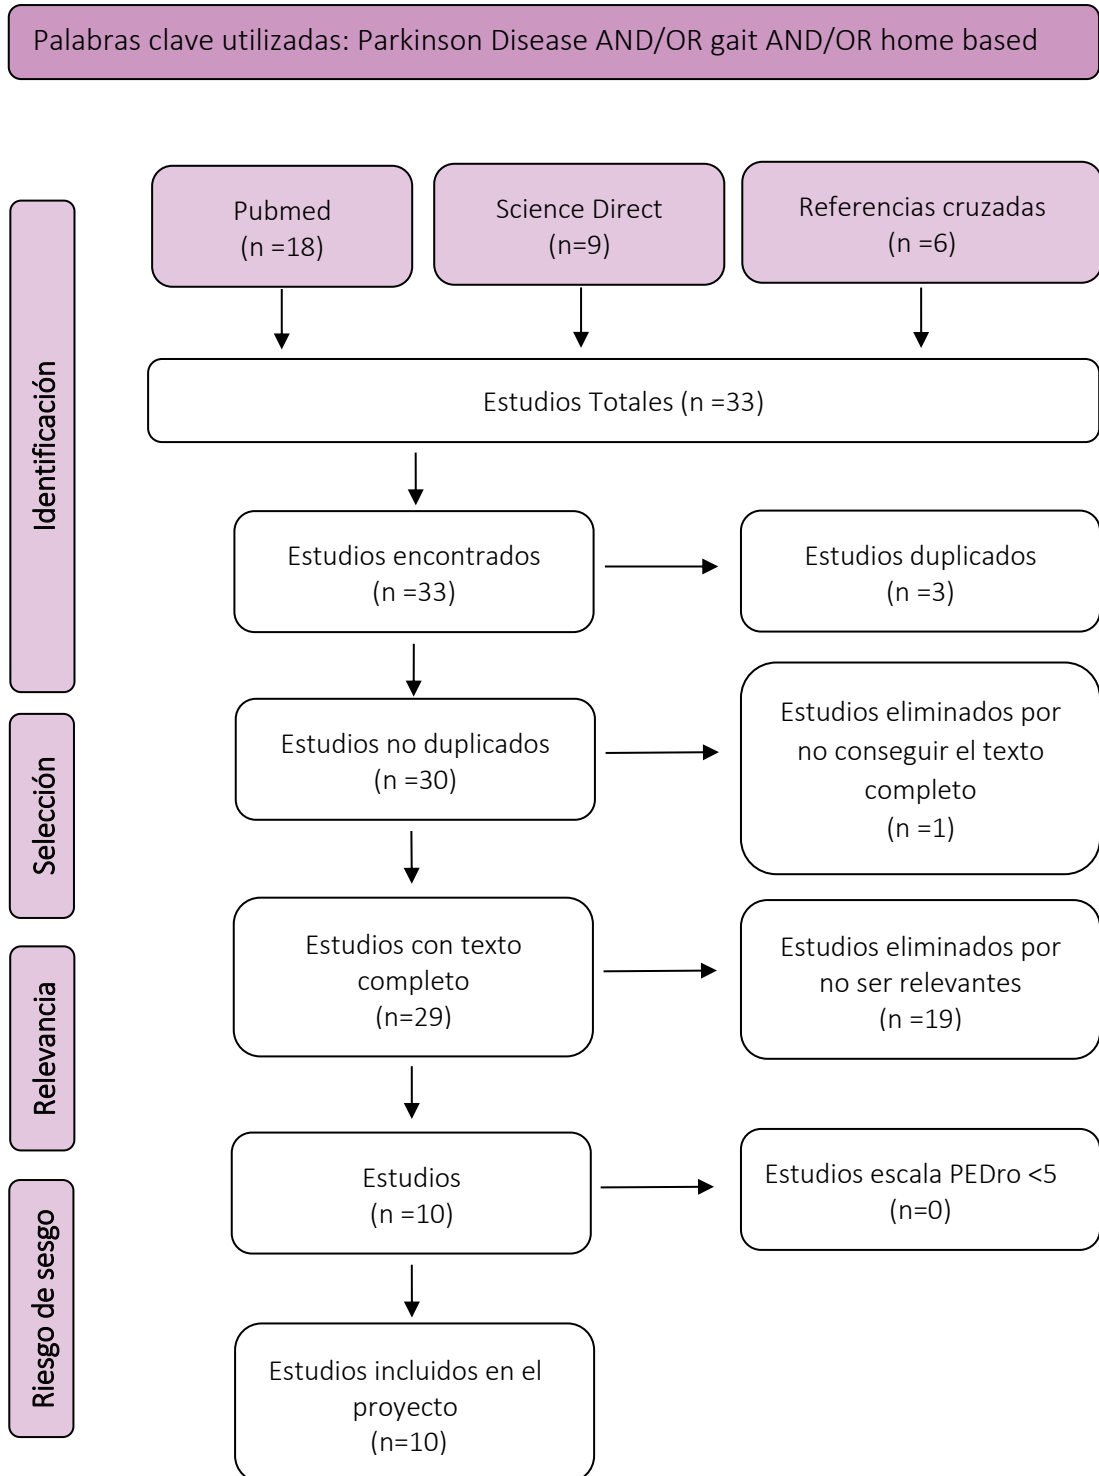 Palabras clave utilizadas: Parkinson Disease AND/OR gait AND/OR home based
Identificación
Pubmed
(n =18)
Science Direct
(n=9)
Referencias cruzadas
(n =6)
Estudios Totales (n =33)
Estudios encontrados
(n =33)
Estudios duplicados
(n =3)
Selección
Estudios no duplicados
(n =30)
Estudios eliminados por
no conseguir el texto
completo
(n =1)
Relevancia
Estudios con texto
completo
(n=29)
Estudios eliminados por
no ser relevantes
(n =19)
Riesgo de sesgo
Estudios
(n =10)
Estudios escala PEDro <5
(n=0)
Estudios incluidos en el
proyecto
(n=10)